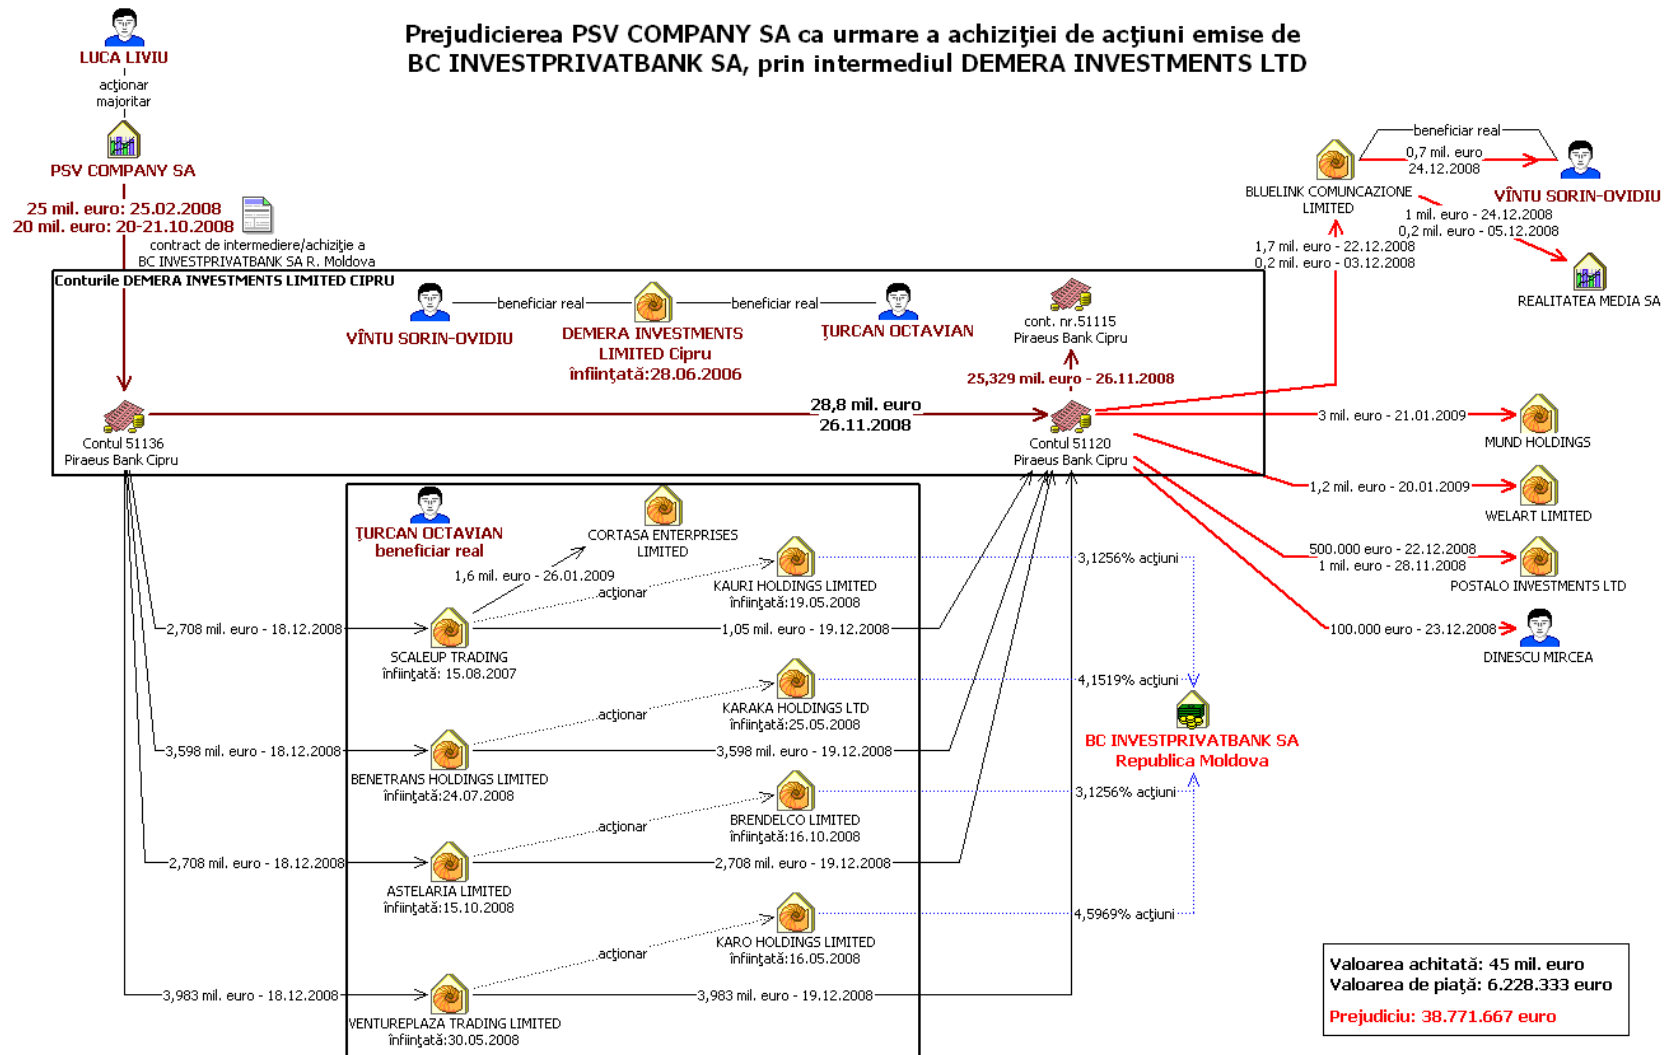 Prejudicierea PSV COMPANY SA ca urmare a achiziţiei de acţiuni emise de
BC INVESTPRIVATBANK SA, prin intermediul DEMERA INVESTMENTS LTD
LUCA LIVIU
acţionar
majoritar
PSV COMPANY SA
25 mil. euro: 25.02.2008
20 mil. euro: 20-21.10.2008
contract de intermediere/achiziţie a
BC INVESTPRIVATBANK SA R. Moldova
beneficiar real
0,7 mil. euro
24.12.2008
BLUELINK COMUNCAZIONE
LIMITED
VÎNTU SORIN-OVIDIU
1 mil. euro - 24.12.2008
0,2 mil. euro - 05.12.2008
1,7 mil. euro - 22.12.2008
0,2 mil. euro - 03.12.2008
REALITATEA MEDIA SA
Conturile DEMERA INVESTMENTS LIMITED CIPRU
VÎNTU SORIN-OVIDIU
beneficiar real
DEMERA INVESTMENTS
LIMITED Cipru
înfiinţată:28.06.2006
beneficiar real
ŢURCAN OCTAVIAN
cont. nr.51115
Piraeus Bank Cipru
25,329 mil. euro - 26.11.2008
28,8 mil. euro
26.11.2008
Contul 51136
Piraeus Bank Cipru
Contul 51120
Piraeus Bank Cipru
3 mil. euro - 21.01.2009
MUND HOLDINGS
1,2 mil. euro - 20.01.2009
WELART LIMITED
500.000 euro - 22.12.2008
1 mil. euro - 28.11.2008
POSTALO INVESTMENTS LTD
100.000 euro - 23.12.2008
DINESCU MIRCEA
ŢURCAN OCTAVIAN
beneficiar real
CORTASA ENTERPRISES
LIMITED
1,6 mil. euro - 26.01.2009
acţionar
KAURI HOLDINGS LIMITED
înfiinţată:19.05.2008
3,1256% acţiuni
2,708 mil. euro - 18.12.2008
1,05 mil. euro - 19.12.2008
SCALEUP TRADING
înfiinţată: 15.08.2007
acţionar
KARAKA HOLDINGS LTD
înfiinţată:25.05.2008
4,1519% acţiuni
3,598 mil. euro - 18.12.2008
3,598 mil. euro - 19.12.2008
BENETRANS HOLDINGS LIMITED
înfiinţată:24.07.2008
BC INVESTPRIVATBANK SA
Republica Moldova
acţionar
BRENDELCO LIMITED
înfiinţată:16.10.2008
3,1256% acţiuni
2,708 mil. euro - 18.12.2008
2,708 mil. euro - 19.12.2008
ASTELARIA LIMITED
înfiinţată:15.10.2008
acţionar
KARO HOLDINGS LIMITED
înfiinţată:16.05.2008
4,5969% acţiuni
3,983 mil. euro - 18.12.2008
3,983 mil. euro - 19.12.2008
VENTUREPLAZA TRADING LIMITED
înfiinţată:30.05.2008
Valoarea achitată: 45 mil. euro
Valoarea de piaţă: 6.228.333 euro
Prejudiciu: 38.771.667 euro